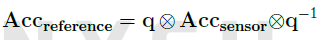 Acc_reference = q ⊗ Acc_sensor ⊗ q⁻¹